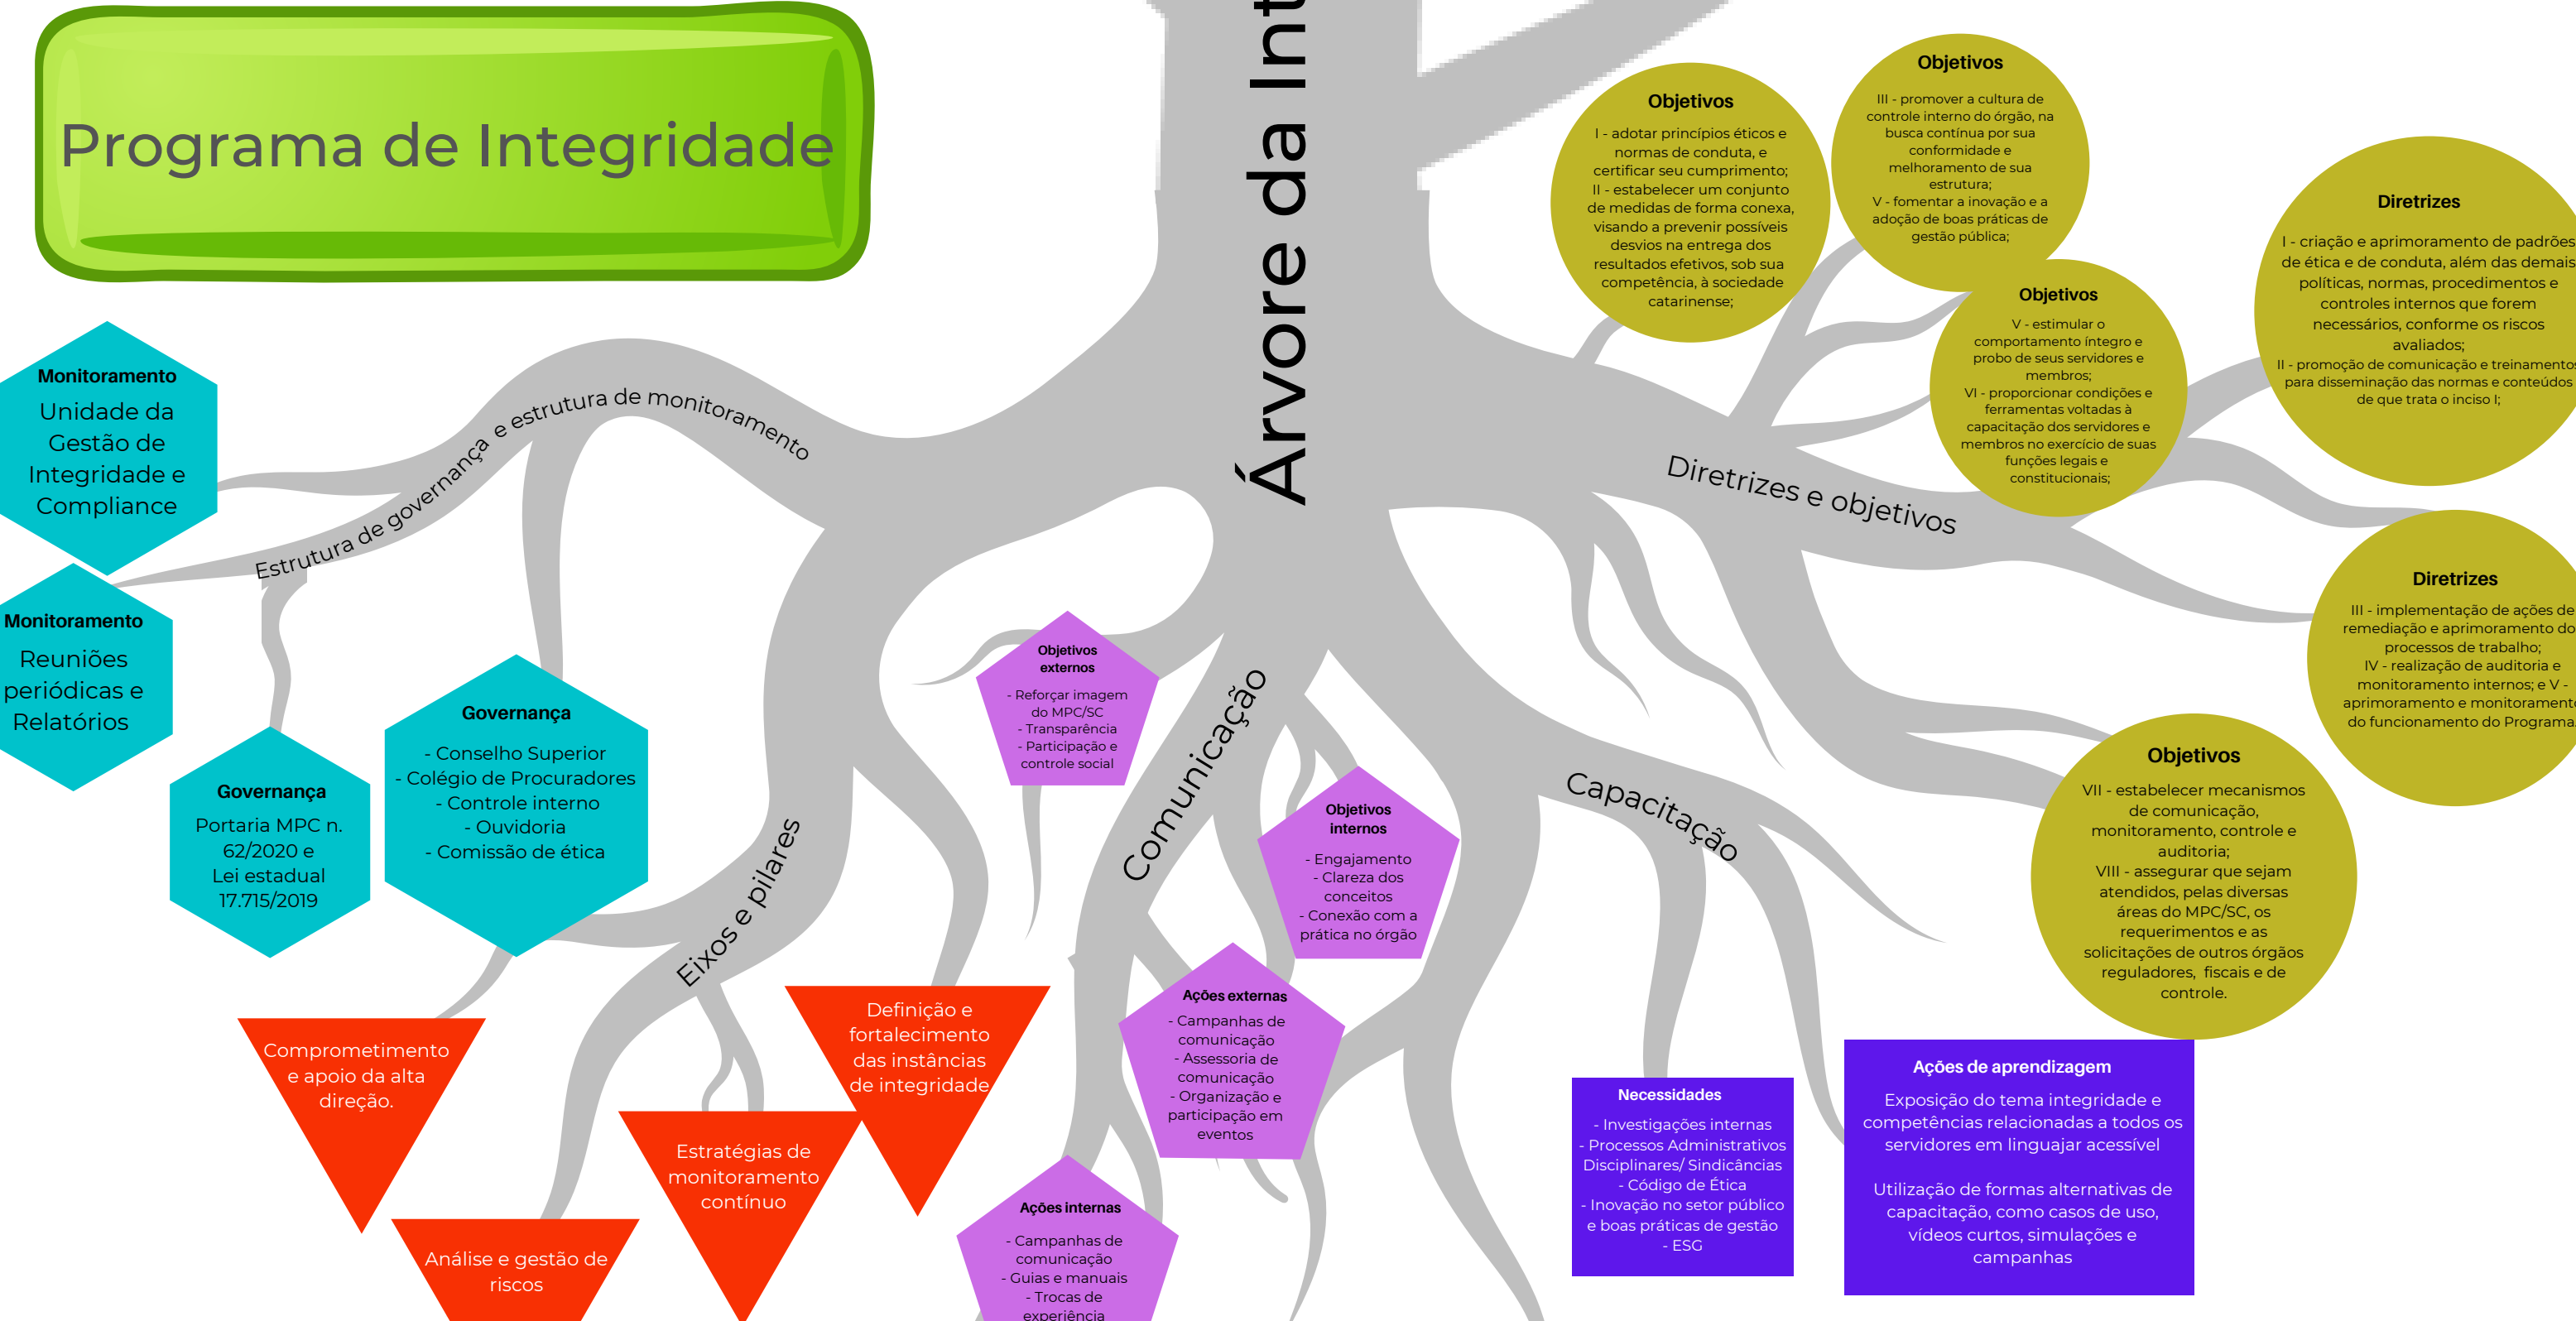 Programa de Integridade
Árvore da Int
Estrutura de governança e estrutura de monitoramento
Monitoramento
Unidade da
Gestão de
Integridade e
Compliance
Monitoramento
Reuniões
periódicas e
Relatórios
Governança
Portaria MPC n.
62/2020 e
Lei estadual
17.715/2019
Governança
- Conselho Superior
- Colégio de Procuradores
- Controle interno
- Ouvidoria
- Comissão de ética
Eixos e pilares
Comprometimento
e apoio da alta
direção.
Análise e gestão de
riscos
Estratégias de
monitoramento
contínuo
Definição e
fortalecimento
das instâncias
de integridade
Comunicação
Objetivos
externos
- Reforçar imagem
do MPC/SC
- Transparência
- Participação e
controle social
Objetivos
internos
- Engajamento
- Clareza dos
conceitos
- Conexão com a
prática no órgão
Ações externas
- Campanhas de
comunicação
- Assessoria de
comunicação
- Organização e
participação em
eventos
Ações internas
- Campanhas de
comunicação
- Guias e manuais
- Trocas de
experiência
Capacitação
Necessidades
- Investigações internas
- Processos Administrativos
Disciplinares/ Sindicâncias
- Código de Ética
- Inovação no setor público
e boas práticas de gestão
- ESG
Ações de aprendizagem
Exposição do tema integridade e
competências relacionadas a todos os
servidores em linguajar acessível
Utilização de formas alternativas de
capacitação, como casos de uso,
vídeos curtos, simulações e
campanhas
Diretrizes e objetivos
Objetivos
I - adotar princípios éticos e
normas de conduta, e
certificar seu cumprimento;
II - estabelecer um conjunto
de medidas de forma conexa,
visando a prevenir possíveis
desvios na entrega dos
resultados efetivos, sob sua
competência, à sociedade
catarinense;
Objetivos
III - promover a cultura de
controle interno do órgão, na
busca contínua por sua
conformidade e
melhoramento de sua
estrutura;
V - fomentar a inovação e a
adoção de boas práticas de
gestão pública;
Objetivos
V - estimular o
comportamento íntegro e
probo de seus servidores e
membros;
VI - proporcionar condições e
ferramentas voltadas à
capacitação dos servidores e
membros no exercício de suas
funções legais e
constitucionais;
Diretrizes
I - criação e aprimoramento de padrões
de ética e de conduta, além das demais
políticas, normas, procedimentos e
controles internos que forem
necessários, conforme os riscos
avaliados;
II - promoção de comunicação e treinamentos
para disseminação das normas e conteúdos
de que trata o inciso I;
Diretrizes
III - implementação de ações de
remediação e aprimoramento do
processos de trabalho;
IV - realização de auditoria e
monitoramento internos; e V -
aprimoramento e monitoramento
do funcionamento do Programa.
Objetivos
VII - estabelecer mecanismos
de comunicação,
monitoramento, controle e
auditoria;
VIII - assegurar que sejam
atendidos, pelas diversas
áreas do MPC/SC, os
requerimentos e as
solicitações de outros órgãos
reguladores, fiscais e de
controle.